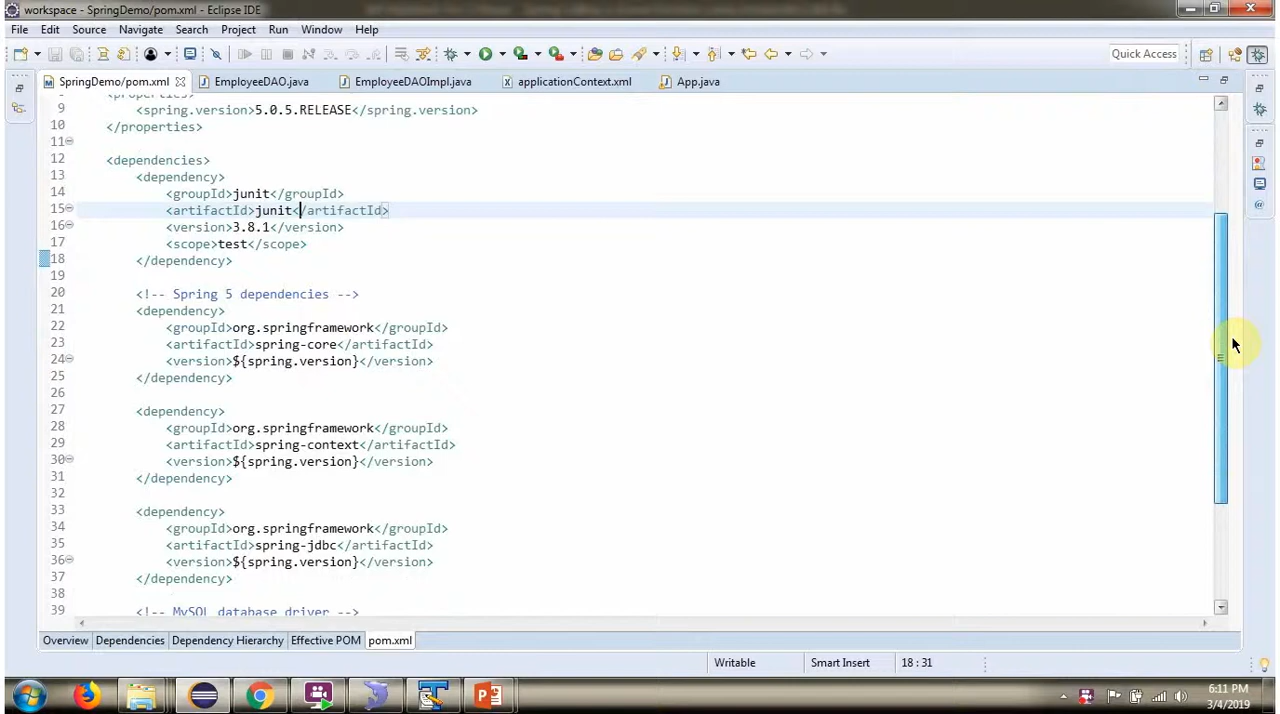 workspace - SpringDemo/pom.xml - Eclipse IDE
File Edit Source Navigate Search Project Run Window Help
Quick Access
SpringDemo/pom.xml EmployeeDAO.java EmployeeDAOImpl.java applicationContext.xml App.java
<properties>
9 <spring.version>5.0.5.RELEASE</spring.version>
10 </properties>
11
12 <dependencies>
13 <dependency>
14 <groupId>junit</groupId>
15 <artifactId>junit</artifactId>
16 <version>3.8.1</version>
17 <scope>test</scope>
18 </dependency>
19
20 <!-- Spring 5 dependencies -->
21 <dependency>
22 <groupId>org.springframework</groupId>
23 <artifactId>spring-core</artifactId>
24 <version>${spring.version}</version>
25 </dependency>
26
27 <dependency>
28 <groupId>org.springframework</groupId>
29 <artifactId>spring-context</artifactId>
30 <version>${spring.version}</version>
31 </dependency>
32
33 <dependency>
34 <groupId>org.springframework</groupId>
35 <artifactId>spring-jdbc</artifactId>
36 <version>${spring.version}</version>
37 </dependency>
38
39 <!-- MySQL database driver -->
Overview Dependencies Dependency Hierarchy Effective POM pom.xml
Writable Smart Insert 18 : 31
6:11 PM
3/4/2019